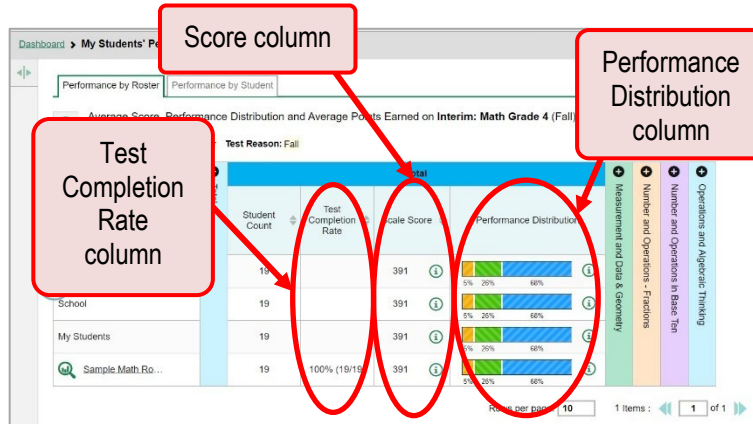 Score column
Performance
Distribution
column
Test
Completion
Rate
column
Dashboard > My Students' Pe
Performance by Roster
Performance by Student
Average Score, Performance Distribution and Average Points Earned on Interim: Math Grade 4 (Fall)
Test Reason: Fall
Total
Student
Count
Test
Completion
Rate
Scale Score
Performance Distribution
Measurement and Data & Geometry
Number and Operations - Fractions
Number and Operations in Base Ten
Operations and Algebraic Thinking
19 391
5% 26% 68%
School 19 391
5% 26% 68%
My Students 19 391
5% 26% 68%
Sample Math Ro... 19 100% (19/19 391
5% 26% 68%
Rows per page 10 1 Items : 1 of 1